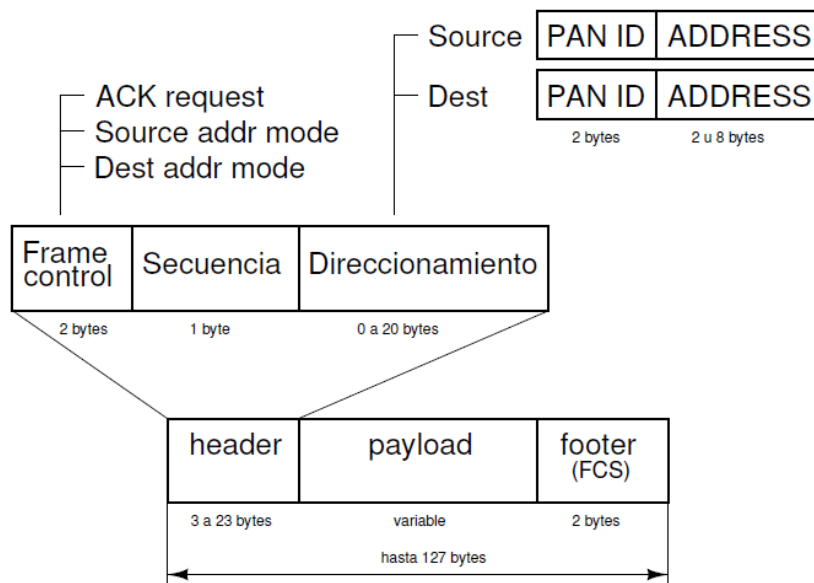 Source PAN ID ADDRESS
Dest PAN ID ADDRESS
2 bytes 2 u 8 bytes
ACK request
Source addr mode
Dest addr mode
Frame control Secuencia Direccionamiento
2 bytes 1 byte 0 a 20 bytes
header payload footer
(FCS)
3 a 23 bytes variable 2 bytes
hasta 127 bytes